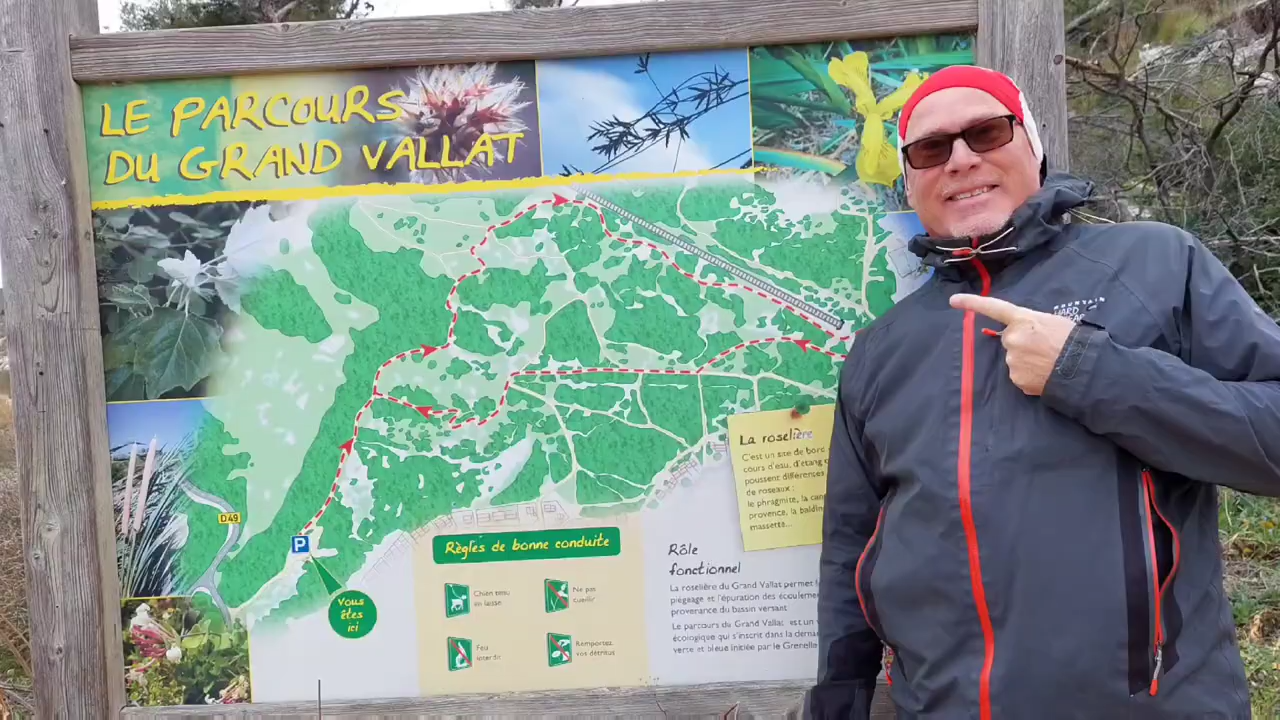 LE PARCOURS
DU GRAND VALLAT
D49
P
Vous
êtes
ici
Règles de bonne conduite
Chien tenu
en laisse
Ne pas
cueillir
Feu
interdit
Remportez
vos détritus
La roselière
C'est un site de bord
cours d'eau, d'étang
poussent différentes
de roseaux :
le phragmite, la
provence, la
massette...
Rôle
fonctionnel
La roselière du Grand Vallat permet
piégeage et l'épuration des
provenance du bassin versant
Le parcours du Grand Vallat est un
écologique qui s'inscrit dans la
verte et bleue initiée par le Grenelle
MOUNTAIN
HARD
WEAR